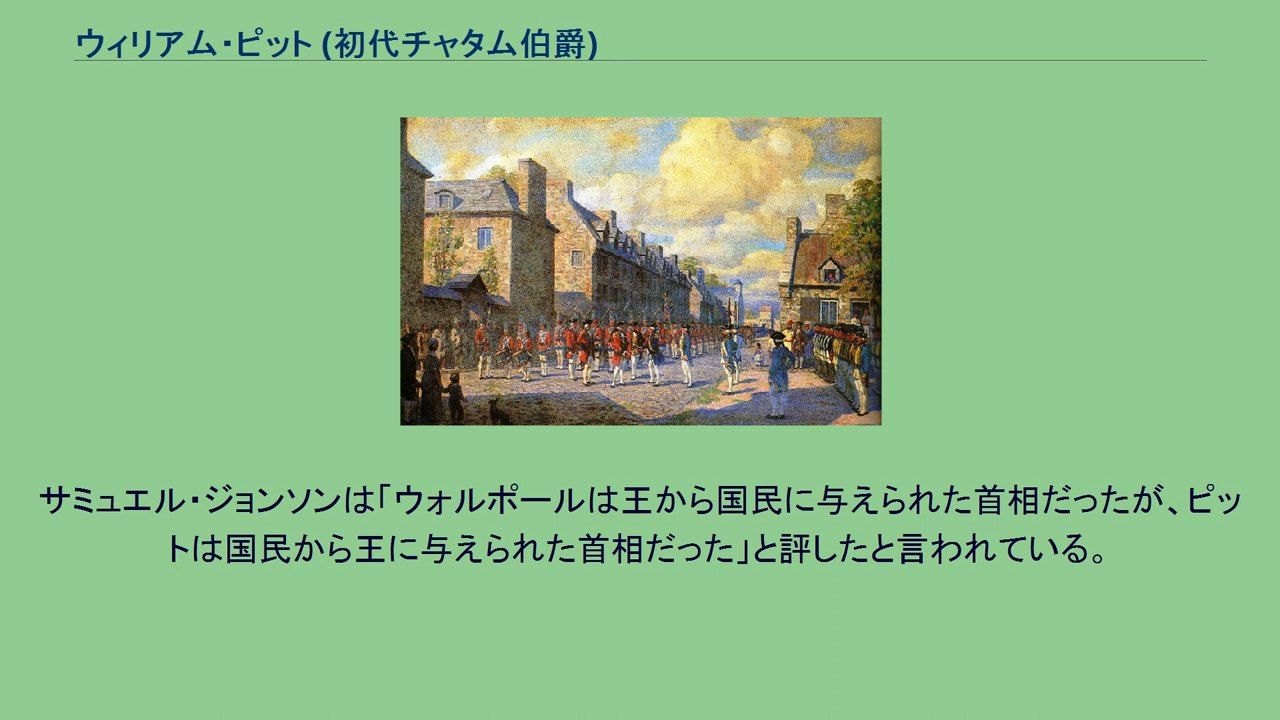 ウィリアム・ピット (初代チャタム伯爵)
サミュエル・ジョンソンは「ウォルポールは王から国民に与えられた首相だったが、ピッ
トは国民から王に与えられた首相だった」と評したと言われている。